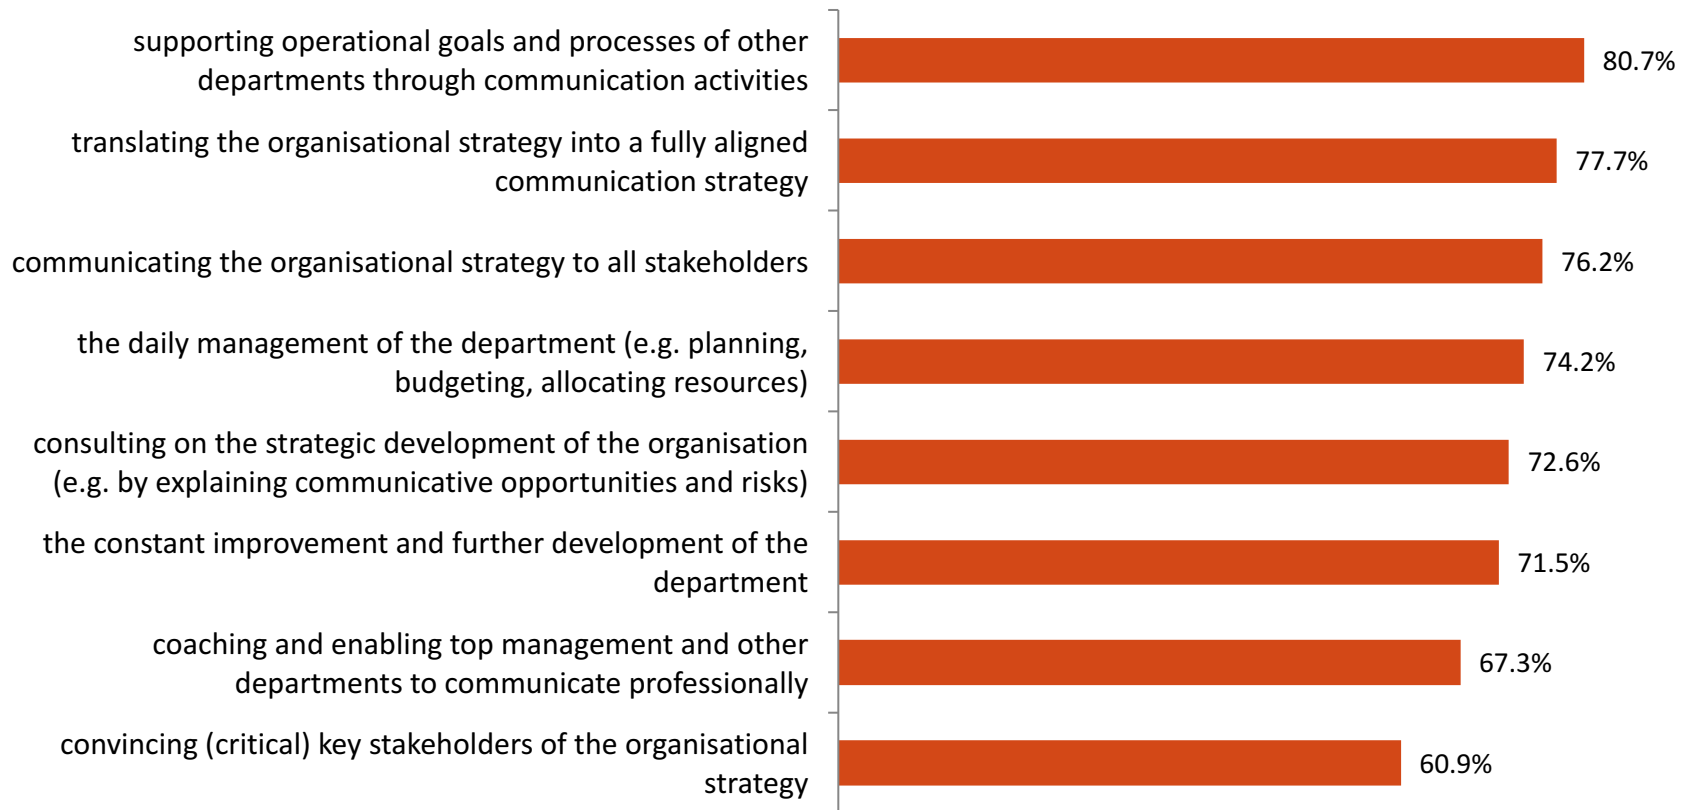 supporting operational goals and processes of other
departments through communication activities
80.7%
translating the organisational strategy into a fully aligned
communication strategy
77.7%
communicating the organisational strategy to all stakeholders
76.2%
the daily management of the department (e.g. planning,
budgeting, allocating resources)
74.2%
consulting on the strategic development of the organisation
(e.g. by explaining communicative opportunities and risks)
72.6%
the constant improvement and further development of the
department
71.5%
coaching and enabling top management and other
departments to communicate professionally
67.3%
convincing (critical) key stakeholders of the organisational
strategy
60.9%